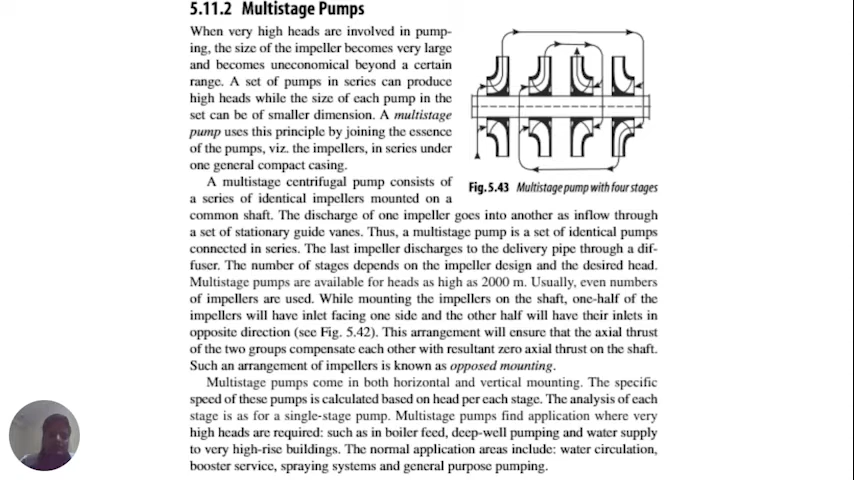 5.11.2 Multistage Pumps
When very high heads are involved in pump-
ing, the size of the impeller becomes very large
and becomes uneconomical beyond a certain
range. A set of pumps in series can produce
high heads while the size of each pump in the
set can be of smaller dimension. A multistage
pump uses this principle by joining the essence
of the pumps, viz. the impellers, in series under
one general compact casing.
Fig. 5.43 Multistage pump with four stages
A multistage centrifugal pump consists of
a series of identical impellers mounted on a
common shaft. The discharge of one impeller goes into another as inflow through
a set of stationary guide vanes. Thus, a multistage pump is a set of identical pumps
connected in series. The last impeller discharges to the delivery pipe through a dif-
fuser. The number of stages depends on the impeller design and the desired head.
Multistage pumps are available for heads as high as 2000 m. Usually, even numbers
of impellers are used. While mounting the impellers on the shaft, one-half of the
impellers will have inlet facing one side and the other half will have their inlets in
opposite direction (see Fig. 5.42). This arrangement will ensure that the axial thrust
of the two groups compensate each other with resultant zero axial thrust on the shaft.
Such an arrangement of impellers is known as opposed mounting.
Multistage pumps come in both horizontal and vertical mounting. The specific
speed of these pumps is calculated based on head per each stage. The analysis of each
stage is as for a single-stage pump. Multistage pumps find application where very
high heads are required: such as in boiler feed, deep-well pumping and water supply
to very high-rise buildings. The normal application areas include: water circulation,
booster service, spraying systems and general purpose pumping.